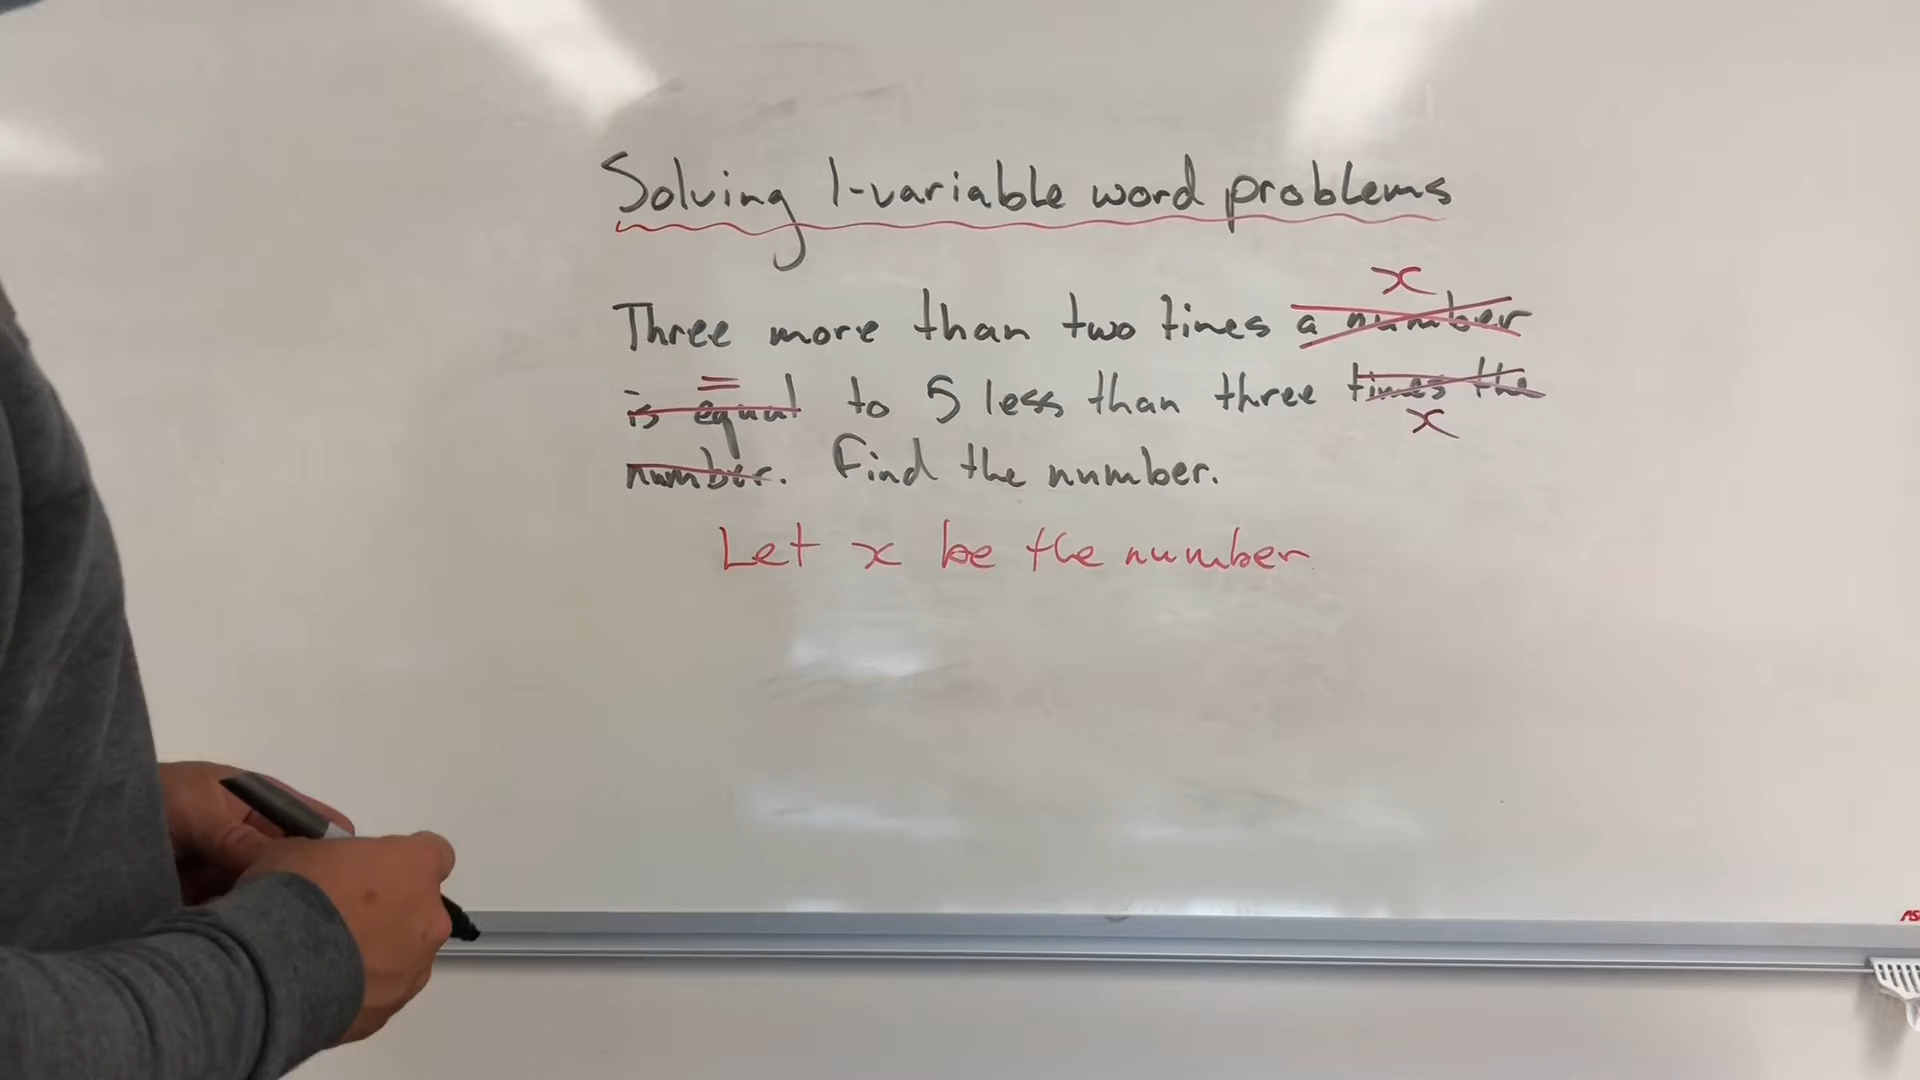 Solving 1-variable word problems
x
Three more than two times a number
=
is equal to 5 less than three times the
x
number. Find the number.
Let x be the number